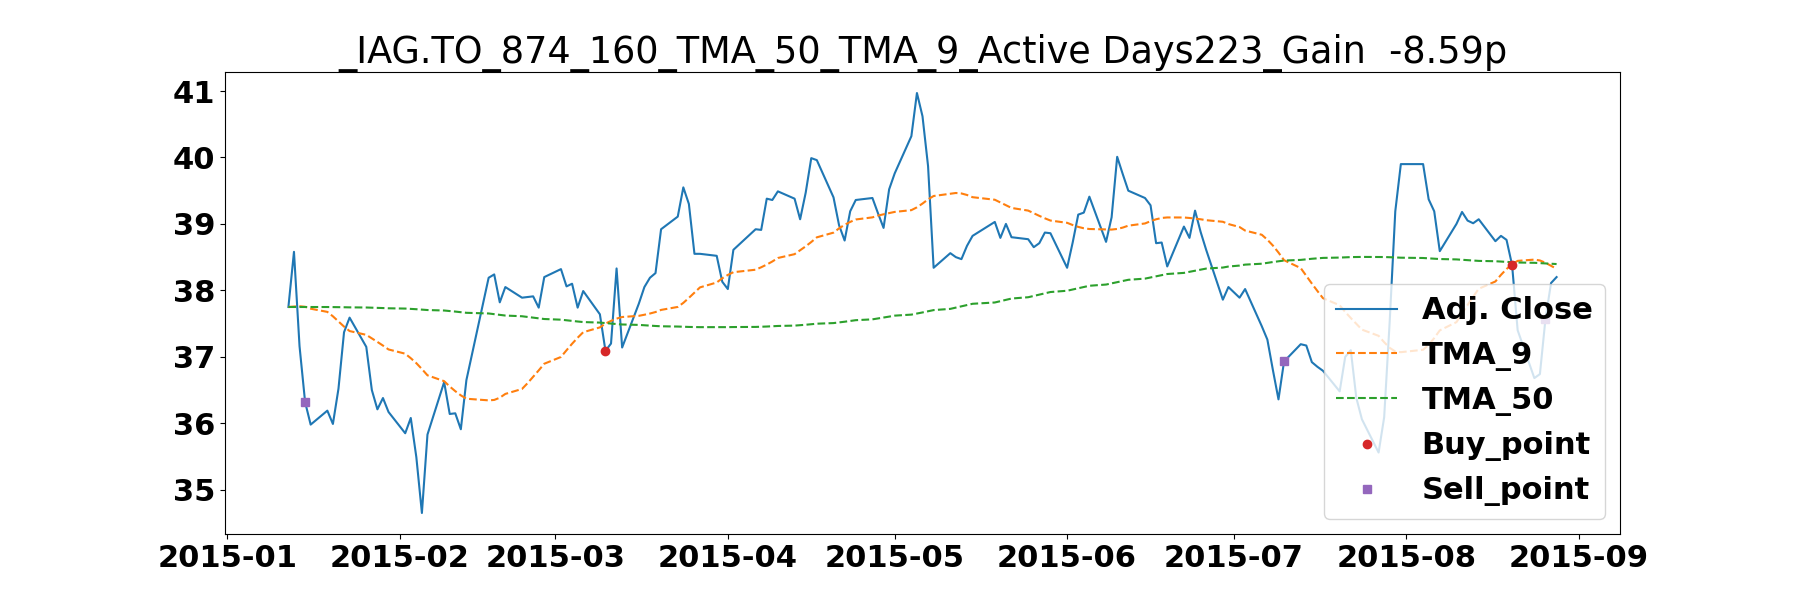 _IAG.TO_874_160_TMA_50_TMA_9_Active Days223_Gain  -8.59p
41
40
39
38
37
36
35
Adj. Close
TMA_9
TMA_50
Buy_point
Sell_point
2015-01 2015-02 2015-03 2015-04 2015-05 2015-06 2015-07 2015-08 2015-09